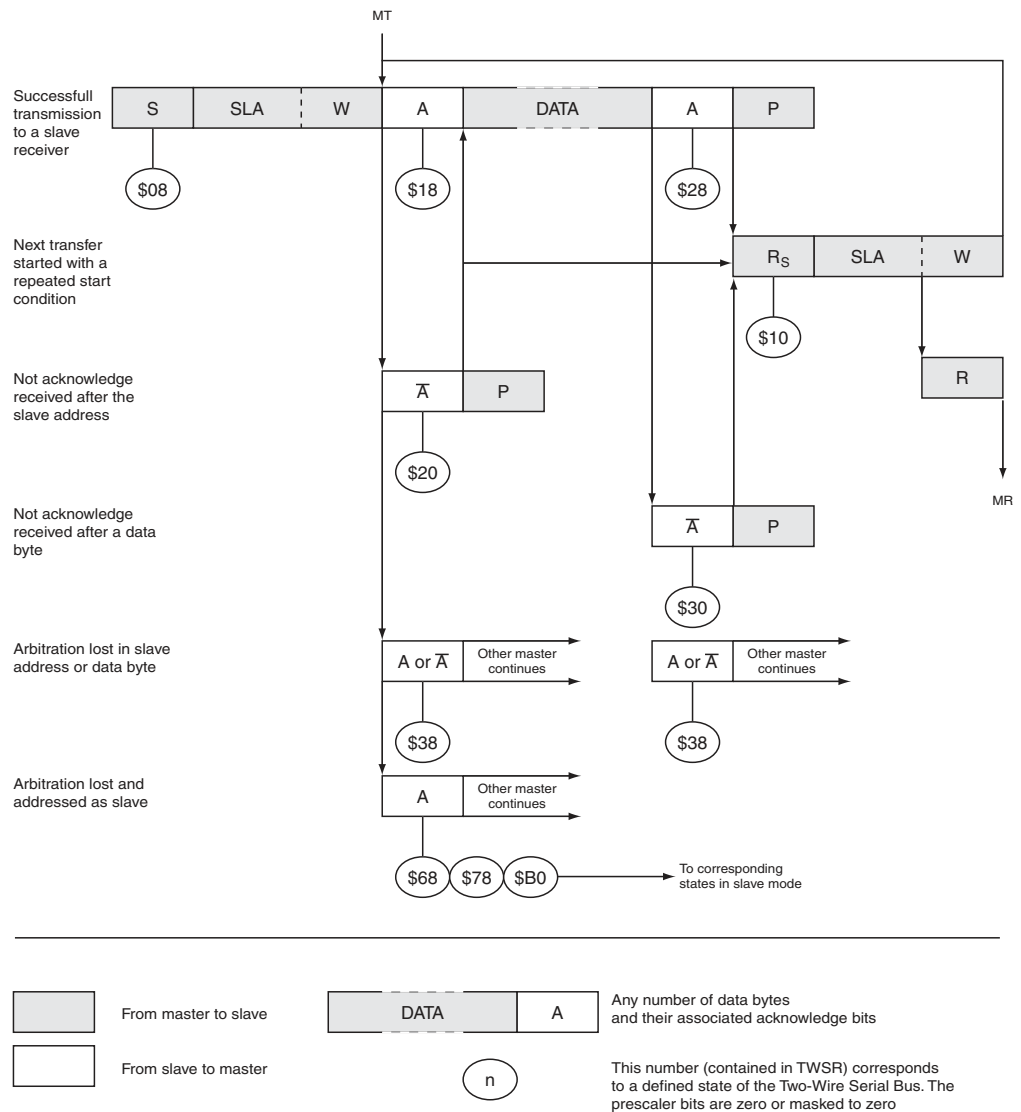 MT
Successfull
transmission
to a slave
receiver
S SLA W A DATA A P
$08 $18 $28
Next transfer
started with a
repeated start
condition
RS SLA W
$10
Not acknowledge
received after the
slave address
A̅ P
R
$20
MR
Not acknowledge
received after a data
byte
A̅ P
$30
Arbitration lost in slave
address or data byte
A or A̅ Other master
continues
A or A̅ Other master
continues
$38 $38
Arbitration lost and
addressed as slave
A Other master
continues
$68 $78 $B0 To corresponding
states in slave mode
From master to slave
DATA A
Any number of data bytes
and their associated acknowledge bits
From slave to master
n
This number (contained in TWSR) corresponds
to a defined state of the Two-Wire Serial Bus. The
prescaler bits are zero or masked to zero